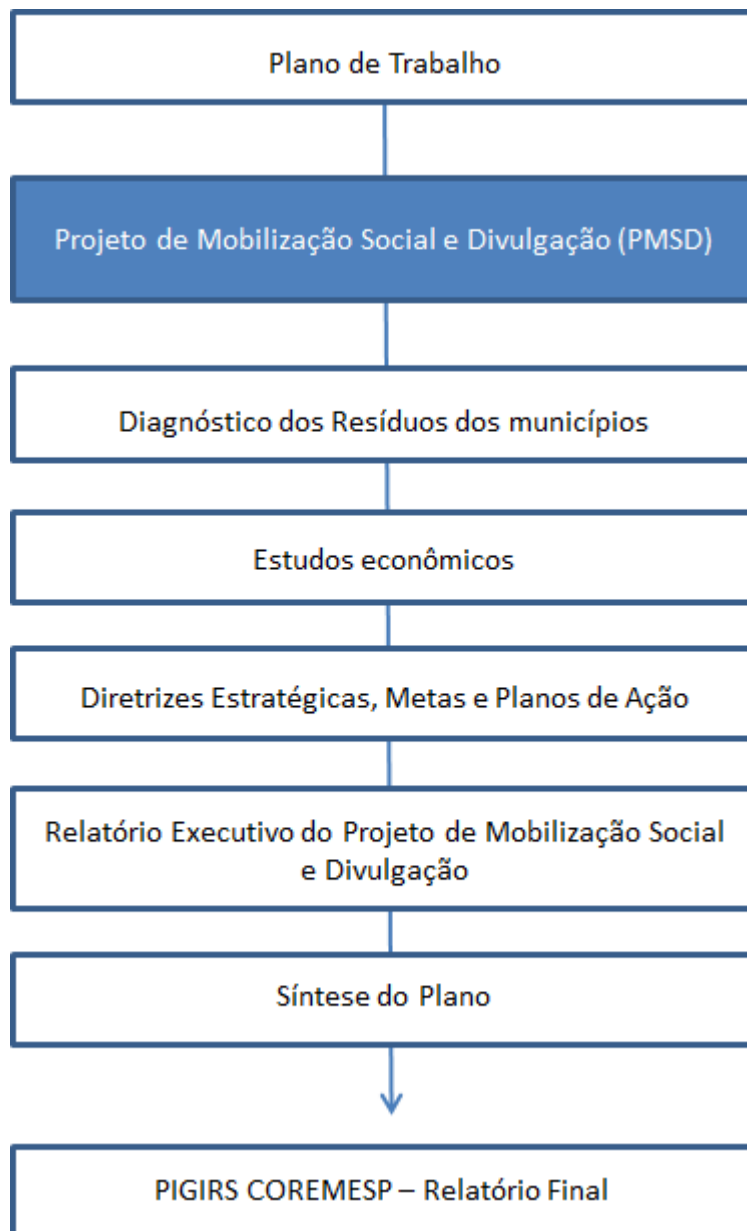 Plano de Trabalho
Projeto de Mobilização Social e Divulgação (PMSD)
Diagnóstico dos Resíduos dos municípios
Estudos econômicos
Diretrizes Estratégicas, Metas e Planos de Ação
Relatório Executivo do Projeto de Mobilização Social
e Divulgação
Síntese do Plano
PIGIRS COREMESP – Relatório Final